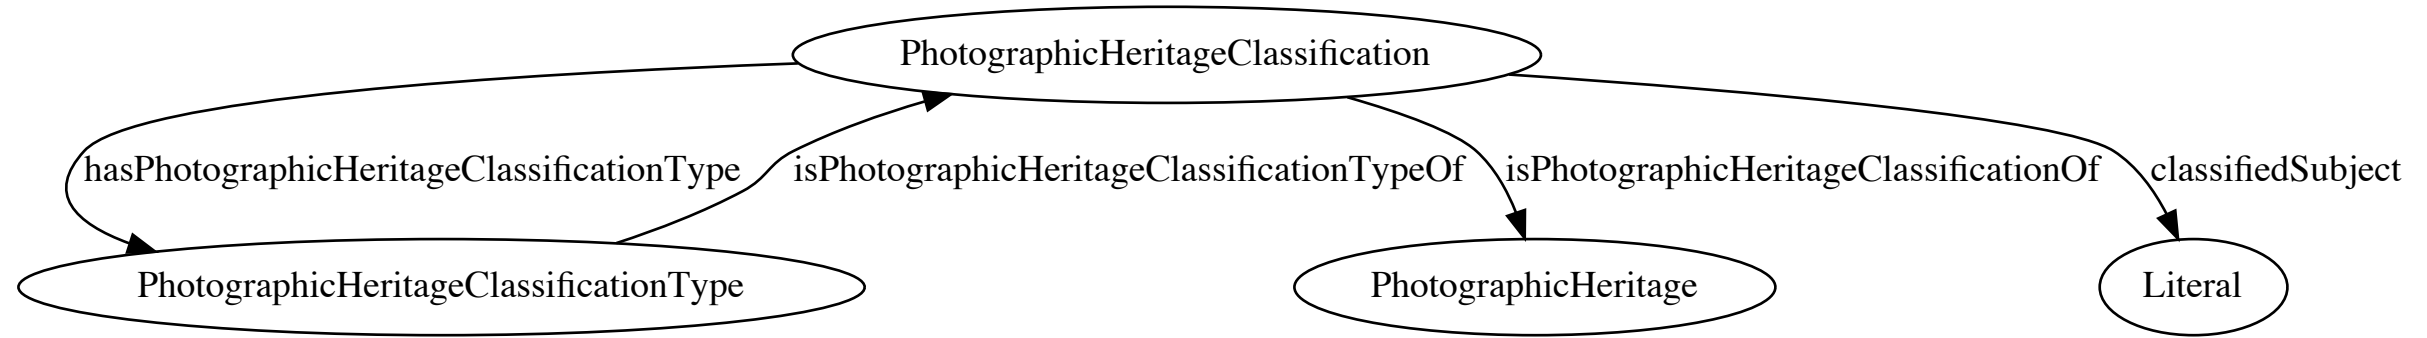 PhotographicHeritageClassification
hasPhotographicHeritageClassificationType
isPhotographicHeritageClassificationTypeOf
isPhotographicHeritageClassificationOf
classifiedSubject
PhotographicHeritageClassificationType
PhotographicHeritage
Literal